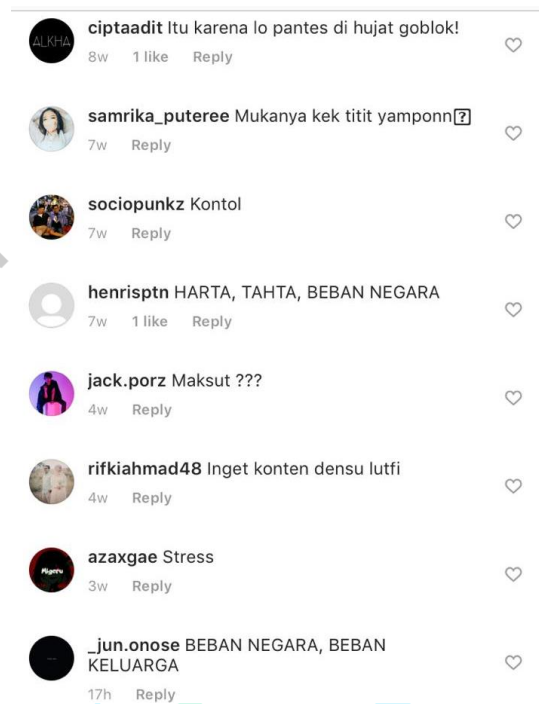 ALKHA
ciptaadit Itu karena lo pantes di hujat goblok!
8w 1 like Reply
samrika_puteree Mukanya kek titit yamponn
7w Reply
sociopunkz Kontol
7w Reply
henrisptn HARTA, TAHTA, BEBAN NEGARA
7w 1 like Reply
jack.porz Maksut ???
4w Reply
rifkiahmad48 Inget konten densu lutfi
4w Reply
azaxgae Stress
3w Reply
_jun.onose BEBAN NEGARA, BEBAN
KELUARGA
17h Reply